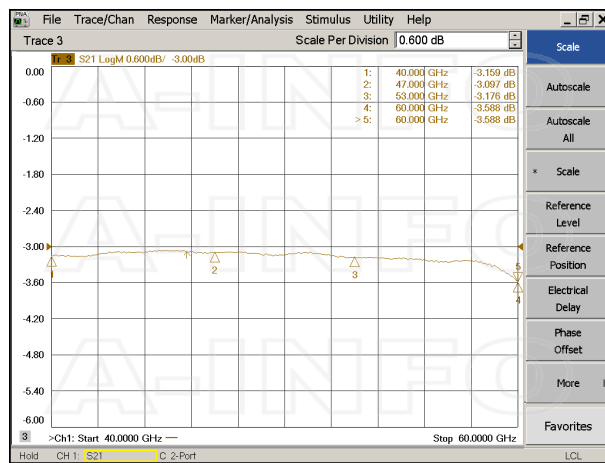 PNA File Trace/Chan Response Marker/Analysis Stimulus Utility Help
Trace 3 Scale Per Division 0.600 dB
Tr 3 S21 LogM 0.600dB/ -3.00dB
0.00
-0.60
-1.20
-1.80
-2.40
-3.00
-3.60
-4.20
-4.80
-5.40
-6.00
1: 40.000 GHz -3.159 dB
2: 47.000 GHz -3.097 dB
3: 53.000 GHz -3.176 dB
4: 60.000 GHz -3.588 dB
> 5: 60.000 GHz -3.588 dB
1
2
3
5
4
A-INFO
A-INFO
A-INFO
3 >Ch1: Start 40.0000 GHz Stop 60.0000 GHz
Hold CH 1: S21 C 2-Port LCL
Scale
Autoscale
Autoscale
All
* Scale
Reference
Level
Reference
Position
Electrical
Delay
Phase
Offset
More
Favorites